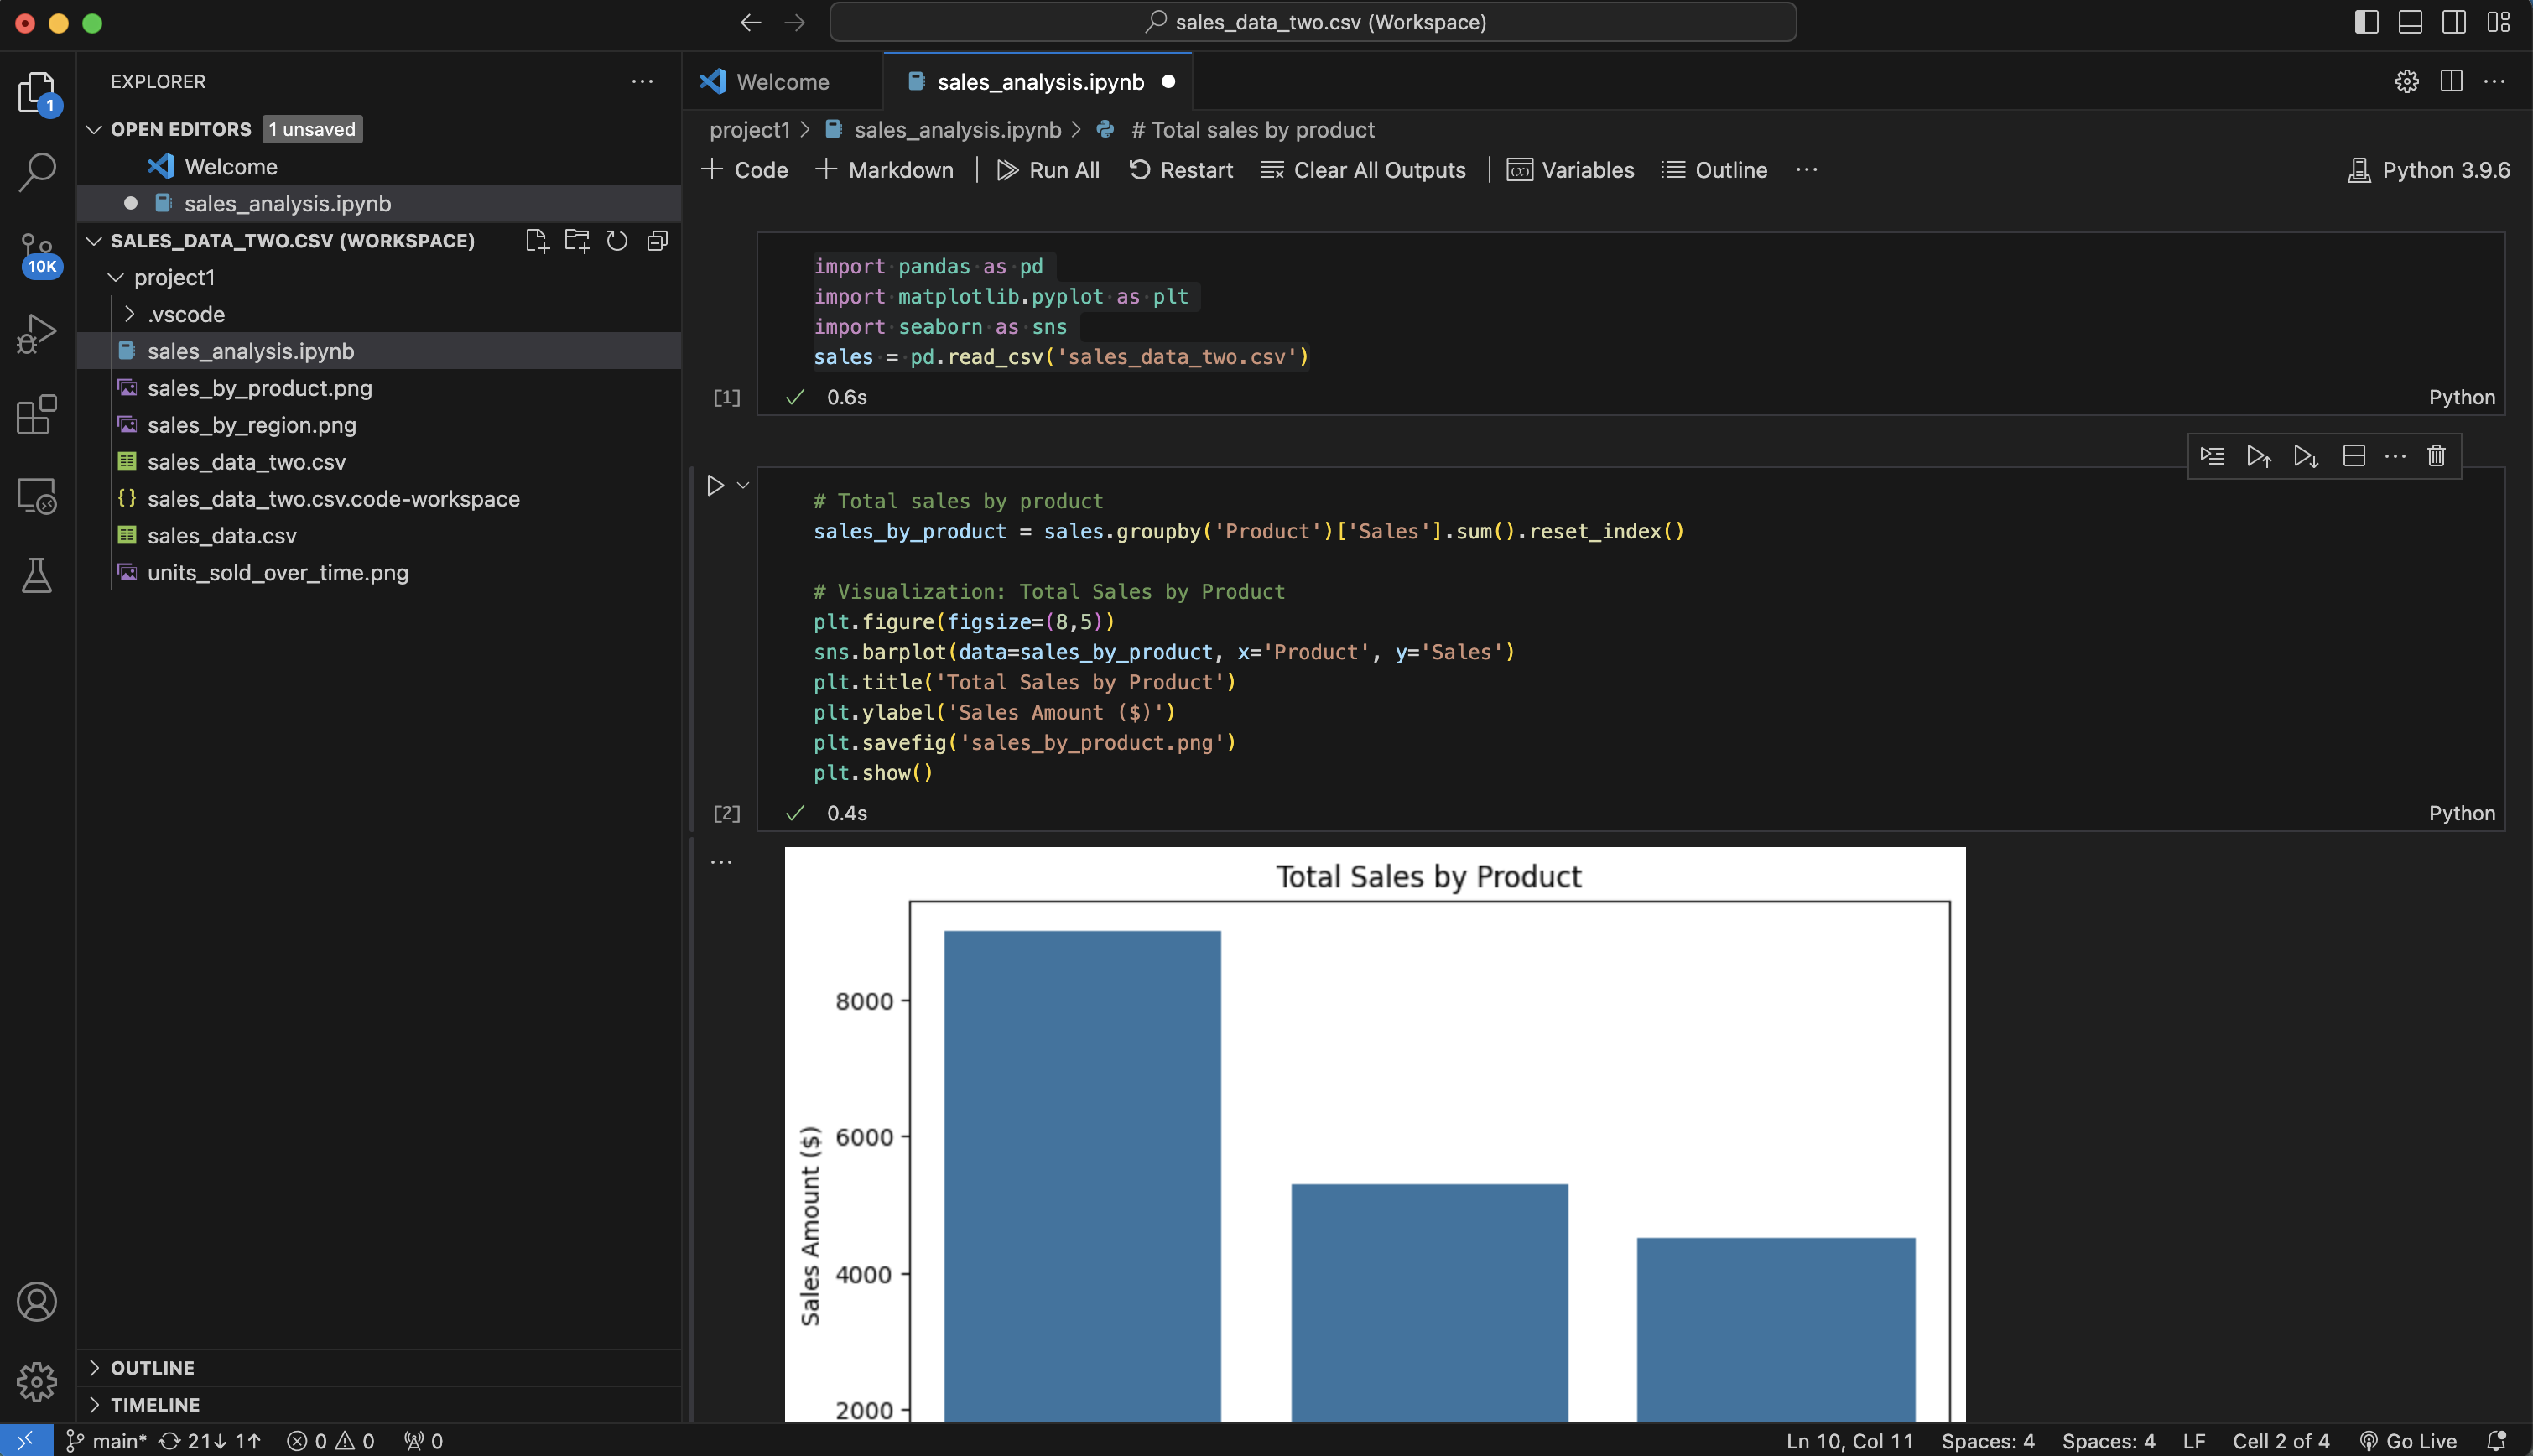 sales_data_two.csv (Workspace)
EXPLORER
OPEN EDITORS 1 unsaved
Welcome
sales_analysis.ipynb
SALES_DATA_TWO.CSV (WORKSPACE)
project1
.vscode
sales_analysis.ipynb
sales_by_product.png
sales_by_region.png
sales_data_two.csv
{} sales_data_two.csv.code-workspace
sales_data.csv
units_sold_over_time.png
OUTLINE
TIMELINE
1
10K
Welcome
sales_analysis.ipynb
project1 > sales_analysis.ipynb > # Total sales by product
+ Code + Markdown | Run All Restart Clear All Outputs | Variables Outline ...
Python 3.9.6
import pandas as pd
import matplotlib.pyplot as plt
import seaborn as sns
sales = pd.read_csv('sales_data_two.csv')
[1] ✓ 0.6s Python
# Total sales by product
sales_by_product = sales.groupby('Product')['Sales'].sum().reset_index()
# Visualization: Total Sales by Product
plt.figure(figsize=(8,5))
sns.barplot(data=sales_by_product, x='Product', y='Sales')
plt.title('Total Sales by Product')
plt.ylabel('Sales Amount ($)')
plt.savefig('sales_by_product.png')
plt.show()
[2] ✓ 0.4s Python
Total Sales by Product
Sales Amount ($)
8000
6000
4000
2000
main* 21↓ 1↑ 0 0 0
Ln 10, Col 11 Spaces: 4 Spaces: 4 LF Cell 2 of 4 Go Live